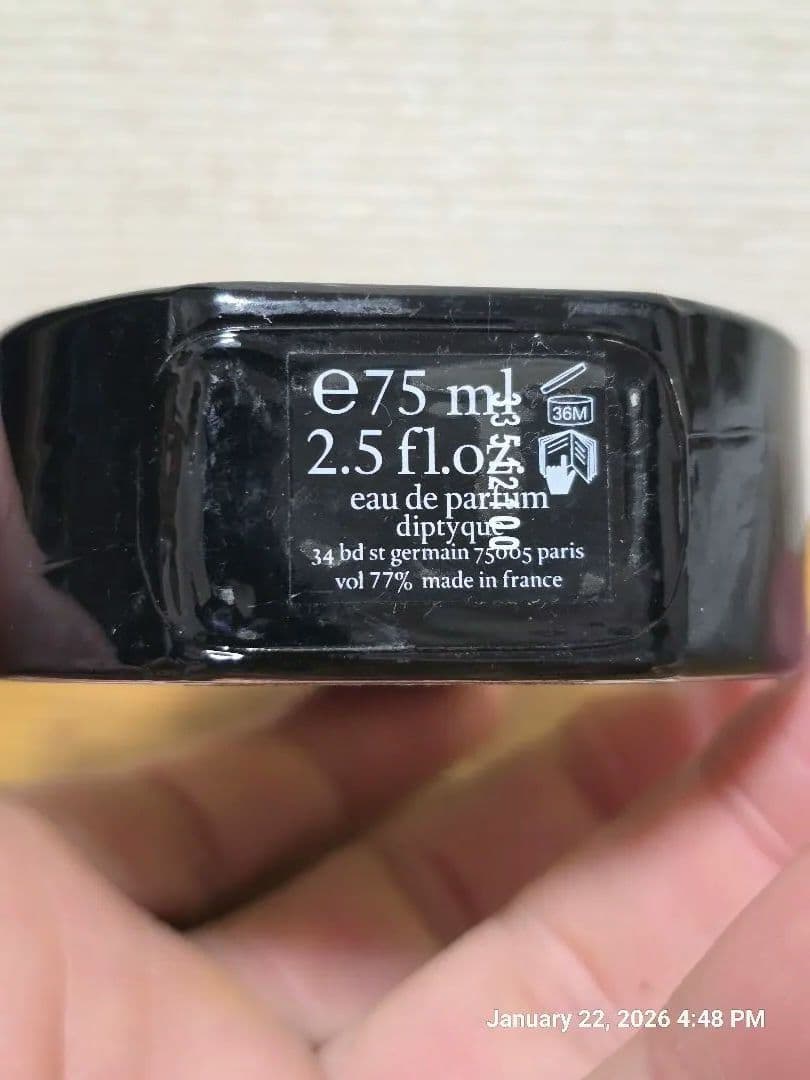 e75 ml
36M
2.5 fl.oz
eau de parfum
diptyque
34 bd st germain 75005 paris
vol 77% made in france
January 22, 2026 4:48 PM